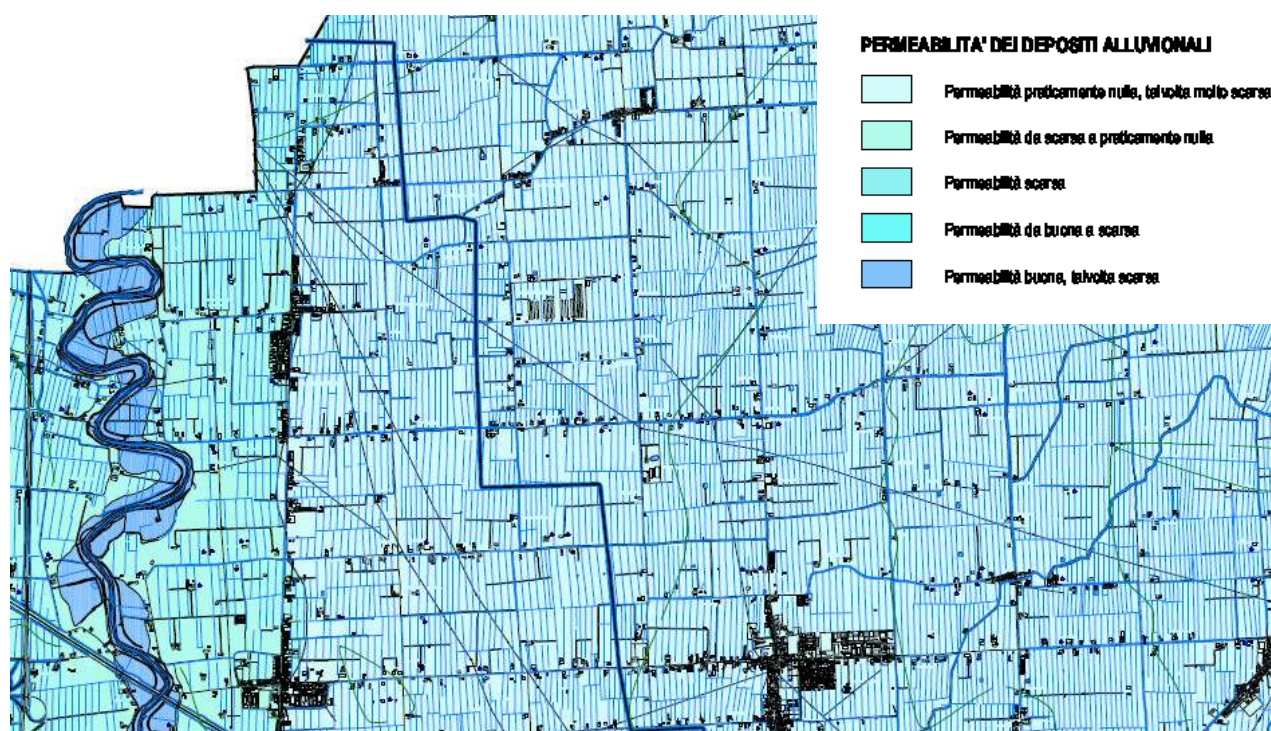 PERMEABILITA' DEI DEPOSITI ALLUVIONALI
Permeabilità praticamente nulla, talvolta molto scarsa
Permeabilità da scarsa a praticamente nulla
Permeabilità scarsa
Permeabilità da buona a scarsa
Permeabilità buona, talvolta scarsa